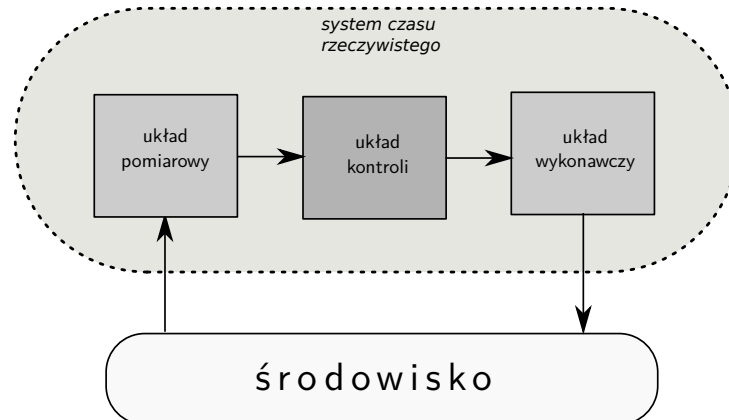 system czasu
rzeczywistego
układ
pomiarowy
układ
kontroli
układ
wykonawczy
środowisko